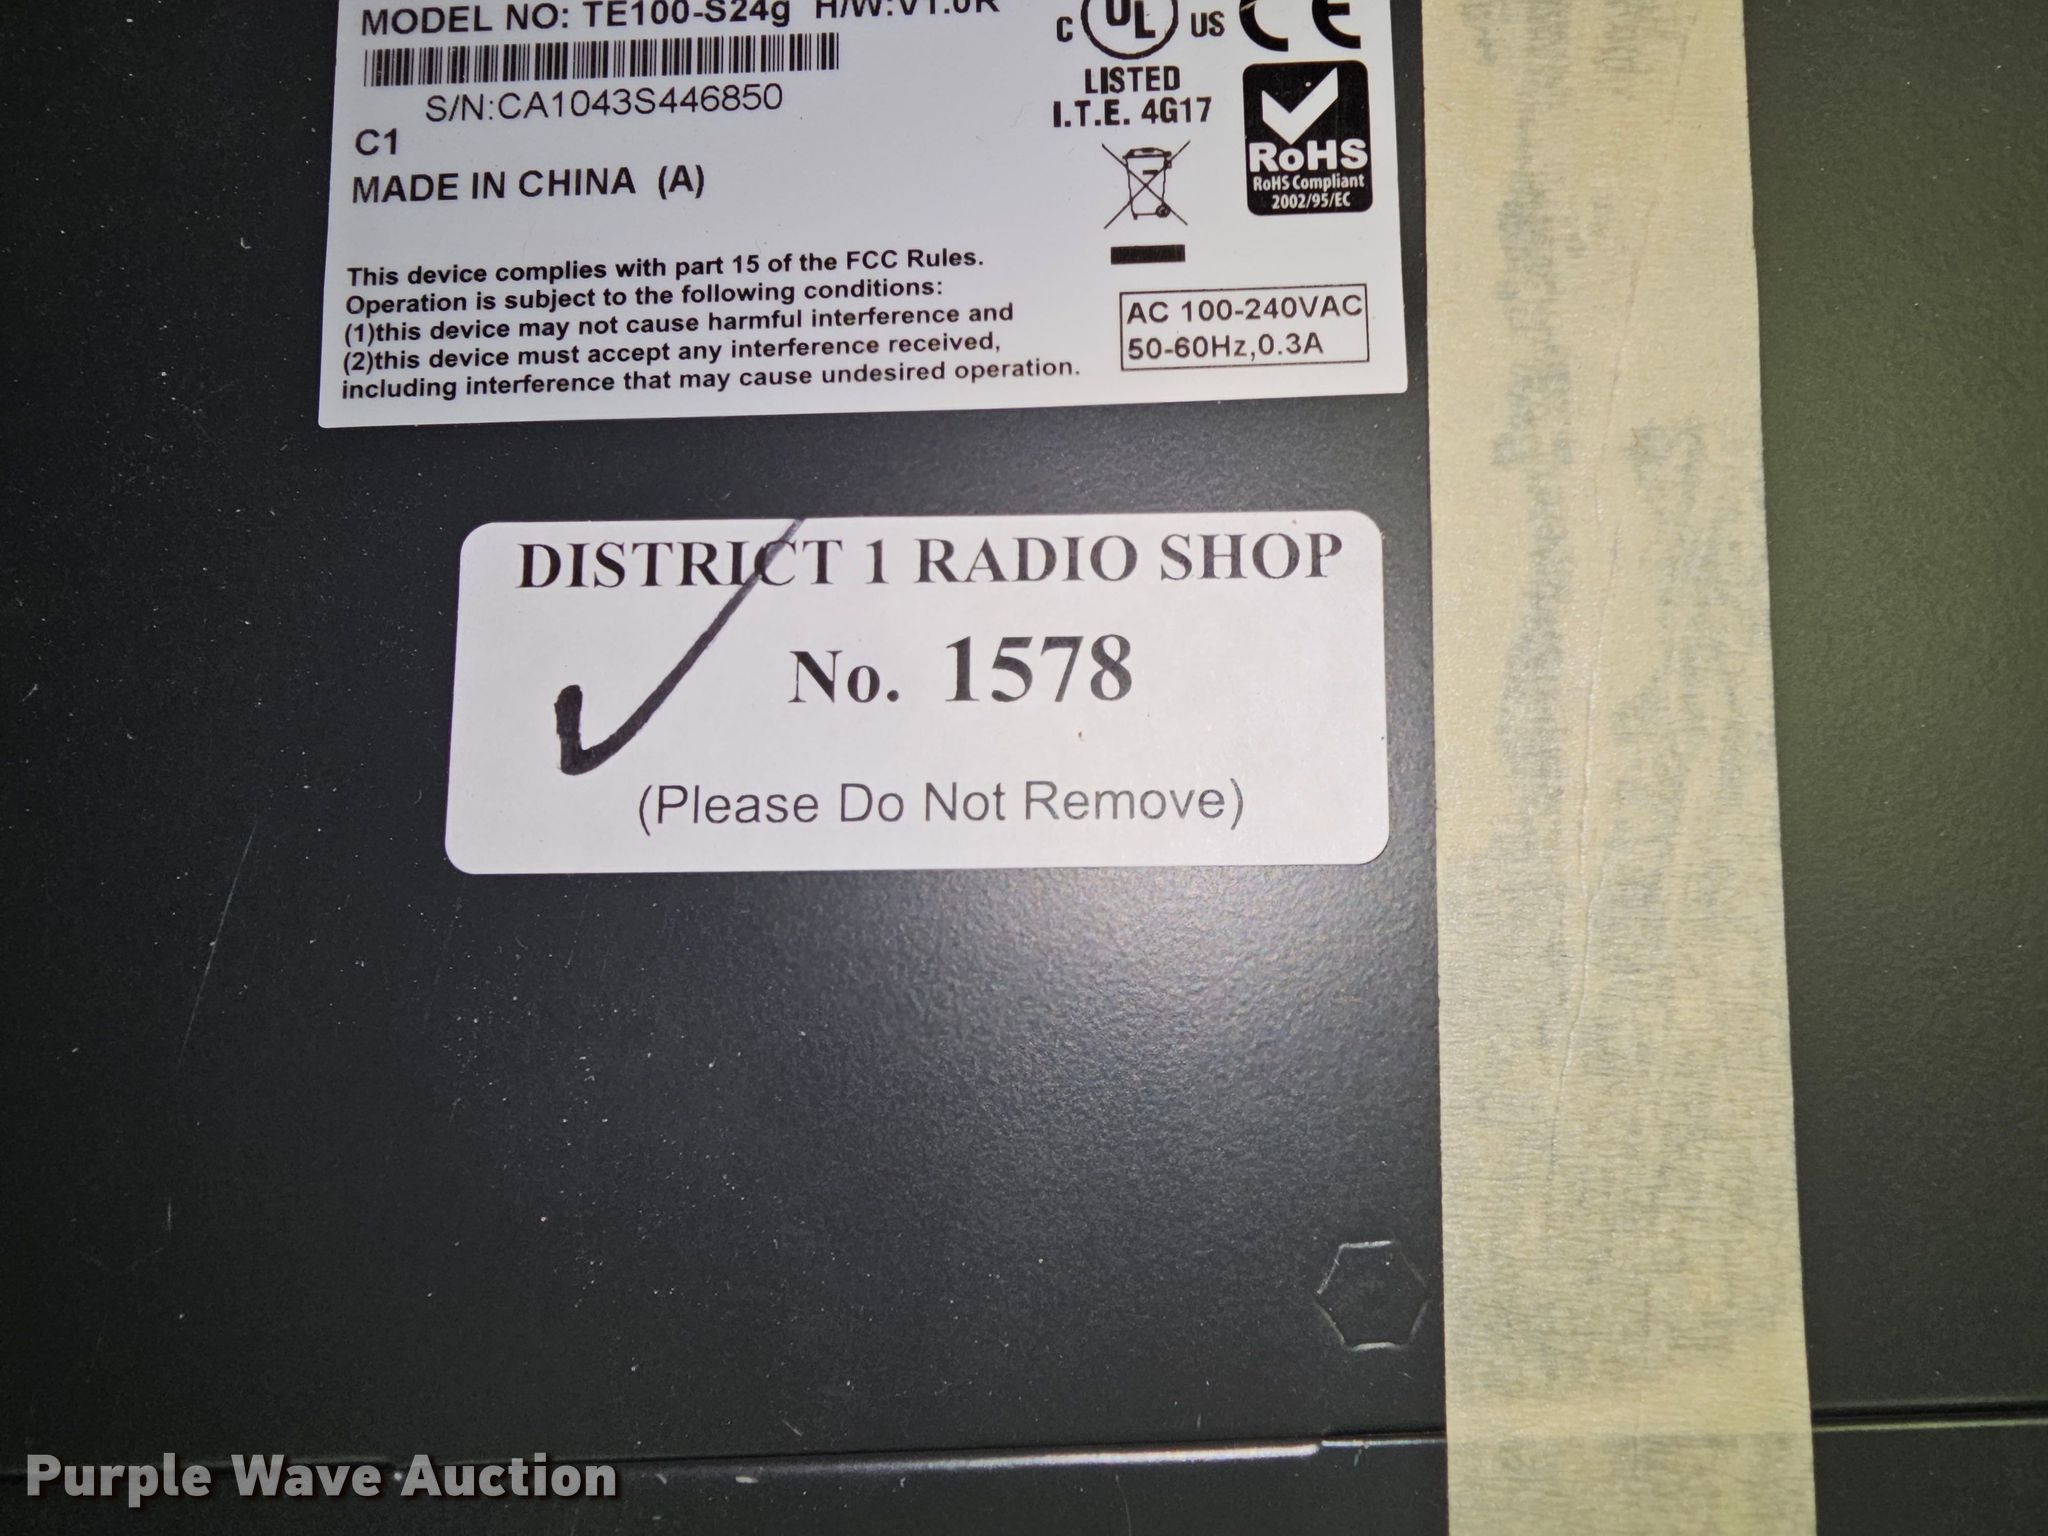 MODEL NO: TE100-S24g H/W:V1.0R
S/N:CA1043S446850
C1
MADE IN CHINA (A)
This device complies with part 15 of the FCC Rules.
Operation is subject to the following conditions:
(1)this device may not cause harmful interference and
(2)this device must accept any interference received,
including interference that may cause undesired operation.
C UL US CE
LISTED
I.T.E. 4G17
RoHS
RoHS Compliant
2002/95/EC
AC 100-240VAC
50-60Hz,0.3A
DISTRICT 1 RADIO SHOP
No. 1578
(Please Do Not Remove)
Purple Wave Auction